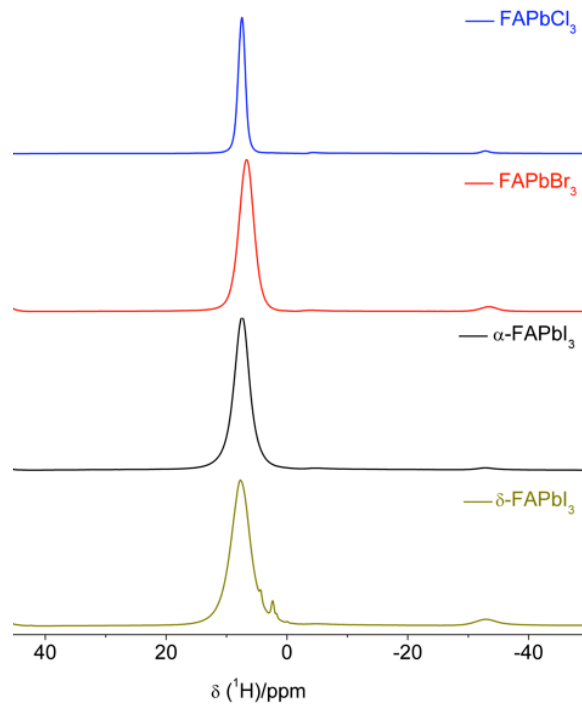 FAPbCl₃
FAPbBr₃
α-FAPbI₃
δ-FAPbI₃
40 20 0 -20 -40
δ (¹H)/ppm